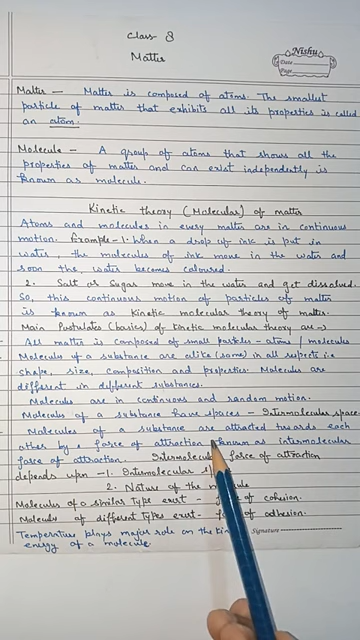 Class 8
Matter
Nishu
Date
Page
Matter — Matter is composed of atoms. The smallest
particle of matter that exhibits all its properties is called
an atom.
Molecule - A group of atoms that shows all the
properties of matter and can exist independently is
known as molecule.
Kinetic theory (Molecular) of matter
Atoms and molecules in every matter are in continuous
motion. Example - 1. When a drop of ink is put in
water, the molecules of ink move in the water and
soon the, water becomes coloured.
2. Salt or Sugar move in the water and get dissolved.
So, this continuous motion of particles of matter
is known as Kinetic molecular theory of matter.
Main Postulates (basics) of Kinetic molecular theory are →
All matter is composed of small particles - atoms / molecules
Molecules of a substance are alike (same) in all respects i.e
shape, size, composition and properties. Molecules are
different in different substances.
Molecules are in continuous and random motion.
Molecules of a substance have spaces - Intermolecular space.
Molecules of a substance are attracted towards each
other by a force of attraction known as intermolecular
force of attraction. Intermolecular force of attraction
depends upon - 1. Intermolecular
2. Nature of the
Molecules of a similar type exert - of cohesion.
Molecules of different types exert - of adhesion.
Temperature plays major role on the
energy of a molecule
Signature